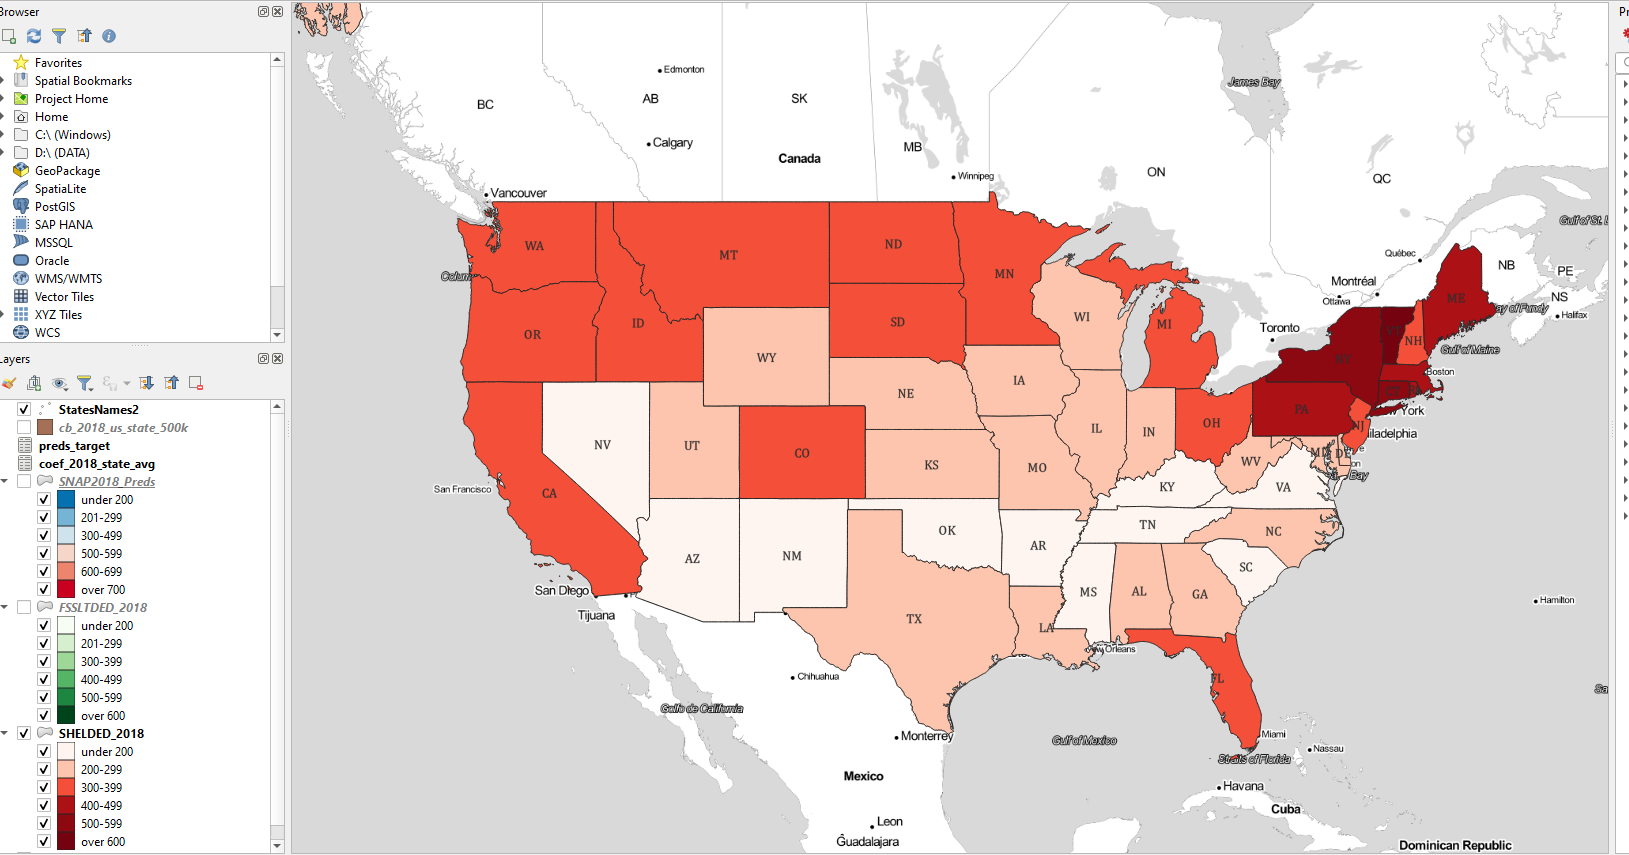 Browser
Favorites
Spatial Bookmarks
Project Home
Home
C:\ (Windows)
D:\ (DATA)
GeoPackage
SpatiaLite
PostGIS
SAP HANA
MSSQL
Oracle
WMS/WMTS
Vector Tiles
XYZ Tiles
WCS
Layers
StatesNames2
cb_2018_us_state_500k
preds_target
coef_2018_state_avg
SNAP2018_Preds
under 200
201-299
300-499
500-599
600-699
over 700
FSSLTDED_2018
under 200
201-299
300-399
400-499
500-599
over 600
SHELDED_2018
under 200
200-299
300-399
400-499
500-599
over 600
Edmonton
BC
AB
SK
Calgary
Canada
MB
James Bay
Winnipeg
ON
QC
Vancouver
Gulf of St. L
WA
MT
ND
MN
Québec
NB
PE
Montréal
Ottawa
ME
NS
Halifax
ay of Fundy
Colum
OR
ID
SD
WI
MI
Toronto
NH
Gulf of Maine
WY
Boston
NE
IA
PA
York
NV
UT
CO
KS
MO
IL
IN
OH
NJ
iladelphia
WV
MD
DE
on
Bay
San Francisco
CA
KY
VA
AZ
NM
OK
AR
TN
NC
SC
San Diego
Tijuana
TX
LA
MS
AL
GA
Orleans
Hamilton
Chihuahua
FL
Golfo de California
Monterrey
Gulf of Mexico
Miami
Nassau
Straits of Florida
Mexico
Havana
Cuba
Leon
Guadalajara
Dominican Republic
Sa
Pr